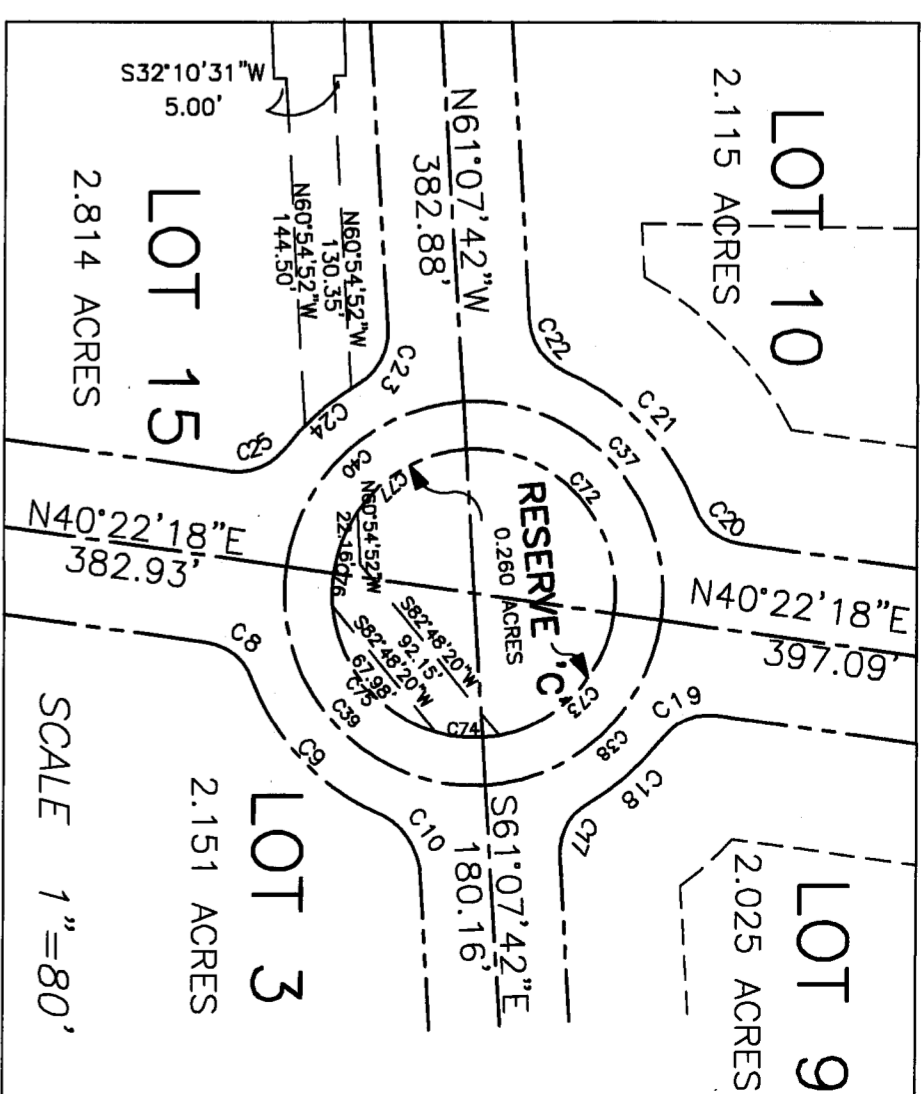 LOT 10
2.115 ACRES
N61°07'42"W
382.88'
S32°10'31"W
5.00'
LOT 15
2.814 ACRES
N60°54'52"W
130.35'
N60°54'52"W
144.50'
C22
C21
C20
C23
C24
C25
C37
C72
C40
C77
RESERVE 'C'
0.260 ACRES
N60°54'52"W
22.16'
C76
S82°48'20"W
92.15'
S82°48'20"W
67.98'
C75
C74
C73
C39
C38
N40°22'18"E
382.93'
N40°22'18"E
397.09'
C19
C18
C17
C8
C9
C10
S61°07'42"E
180.16'
LOT 9
2.025 ACRES
LOT 3
2.151 ACRES
SCALE 1"=80'